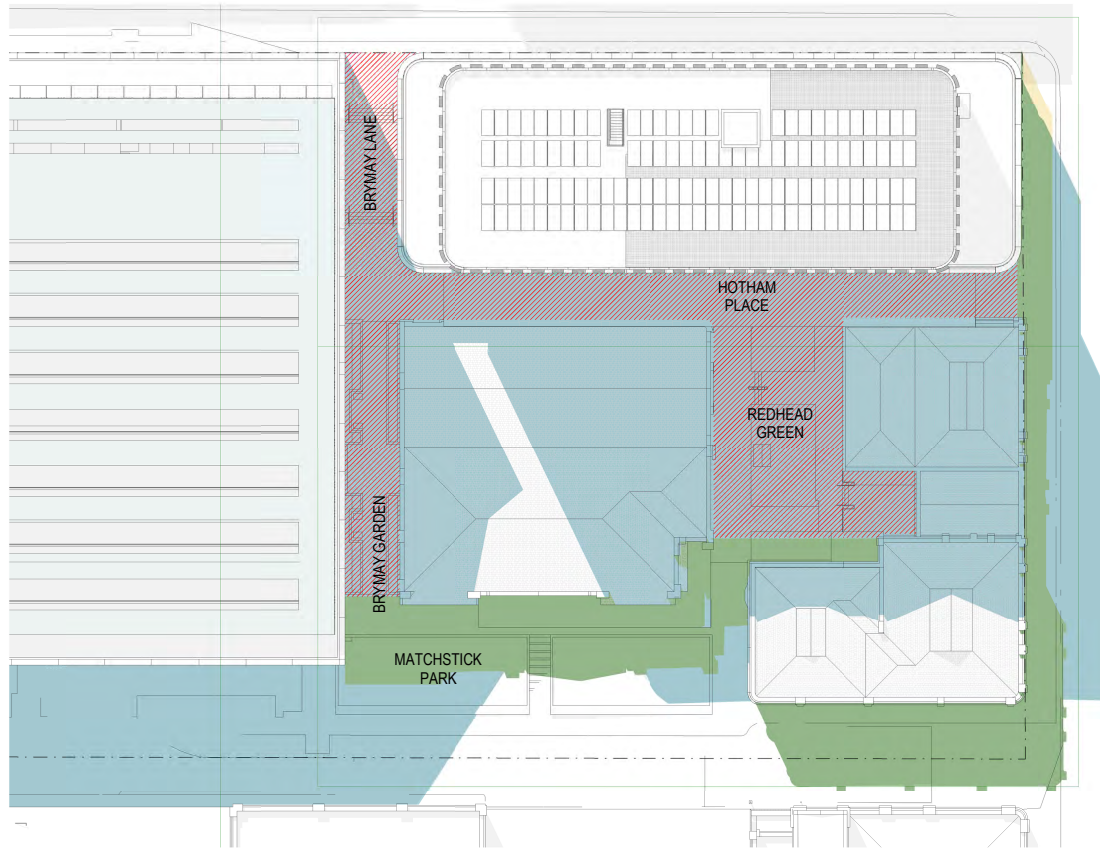 BRYMAY LANE
HOTHAM
PLACE
REDHEAD
GREEN
BRYMAY GARDEN
MATCHSTICK
PARK